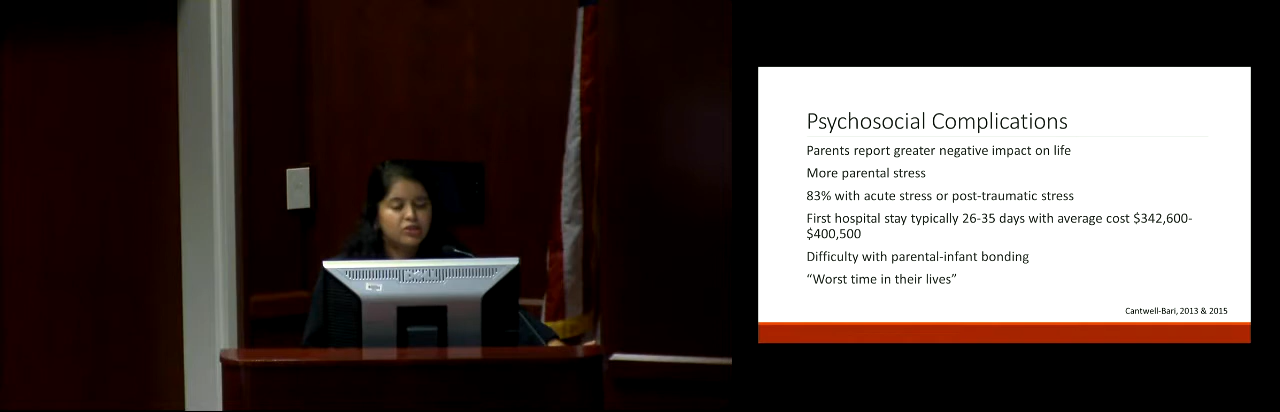 Psychosocial Complications
Parents report greater negative impact on life
More parental stress
83% with acute stress or post-traumatic stress
First hospital stay typically 26-35 days with average cost $342,600-
$400,500
Difficulty with parental-infant bonding
“Worst time in their lives”
Cantwell-Bari, 2013 & 2015